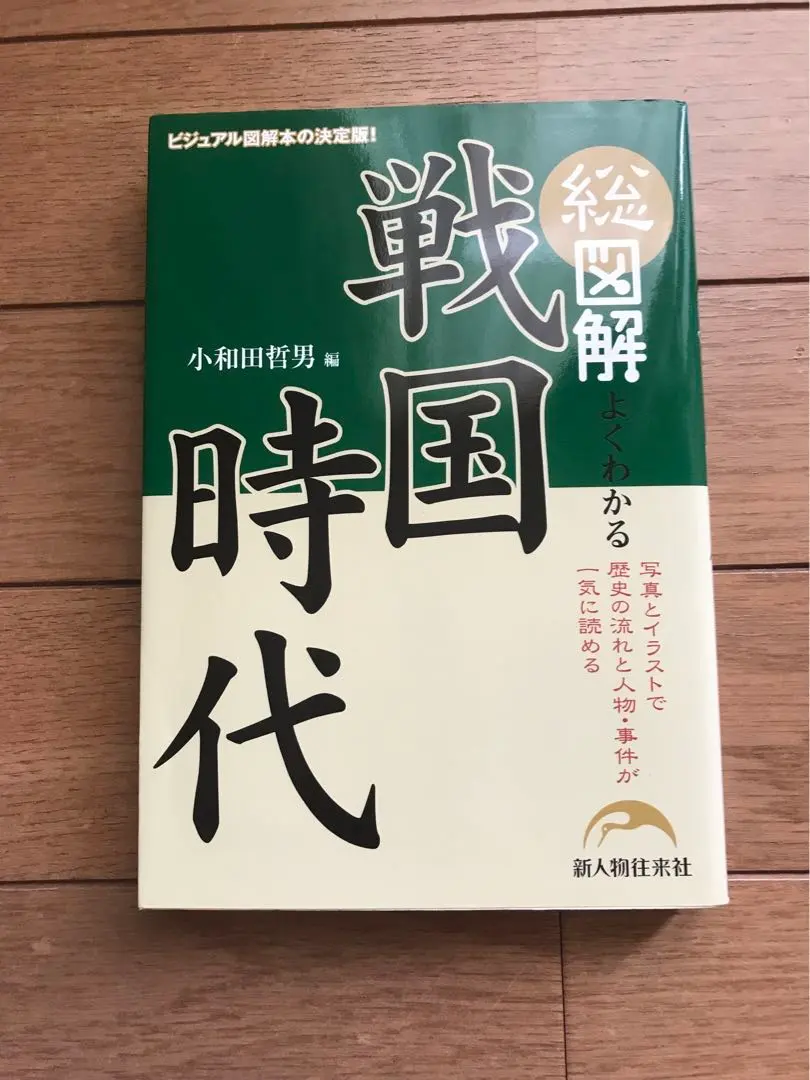 ビジュアル図解本の決定版!
総図解
よくわかる
戦国
時代
小和田哲男 編
写真とイラストで
歴史の流れと人物・事件が
一気に読める
新人物往来社